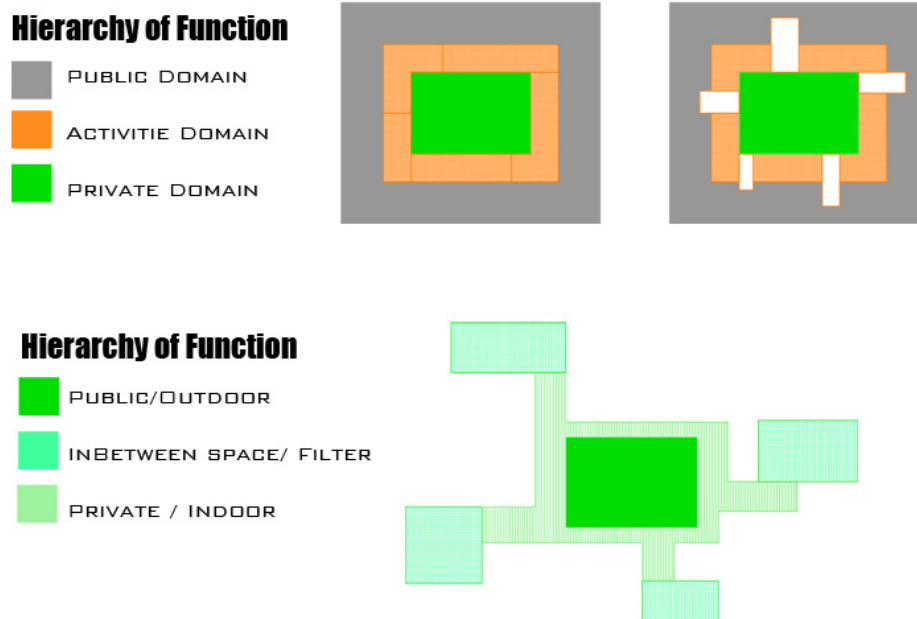 Hierarchy of Function
Public Domain
Activitie Domain
Private Domain
Hierarchy of Function
Public/Outdoor
InBetween space/ Filter
Private / Indoor